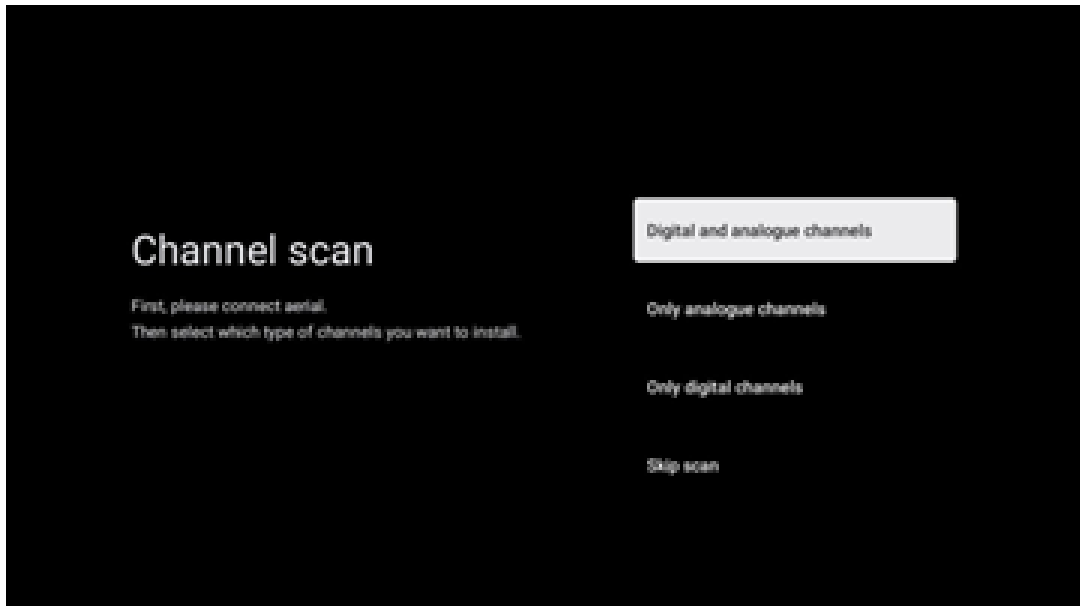 Channel scan
First, please connect aerial.
Then select which type of channels you want to install.
Digital and analogue channels
Only analogue channels
Only digital channels
Skip scan